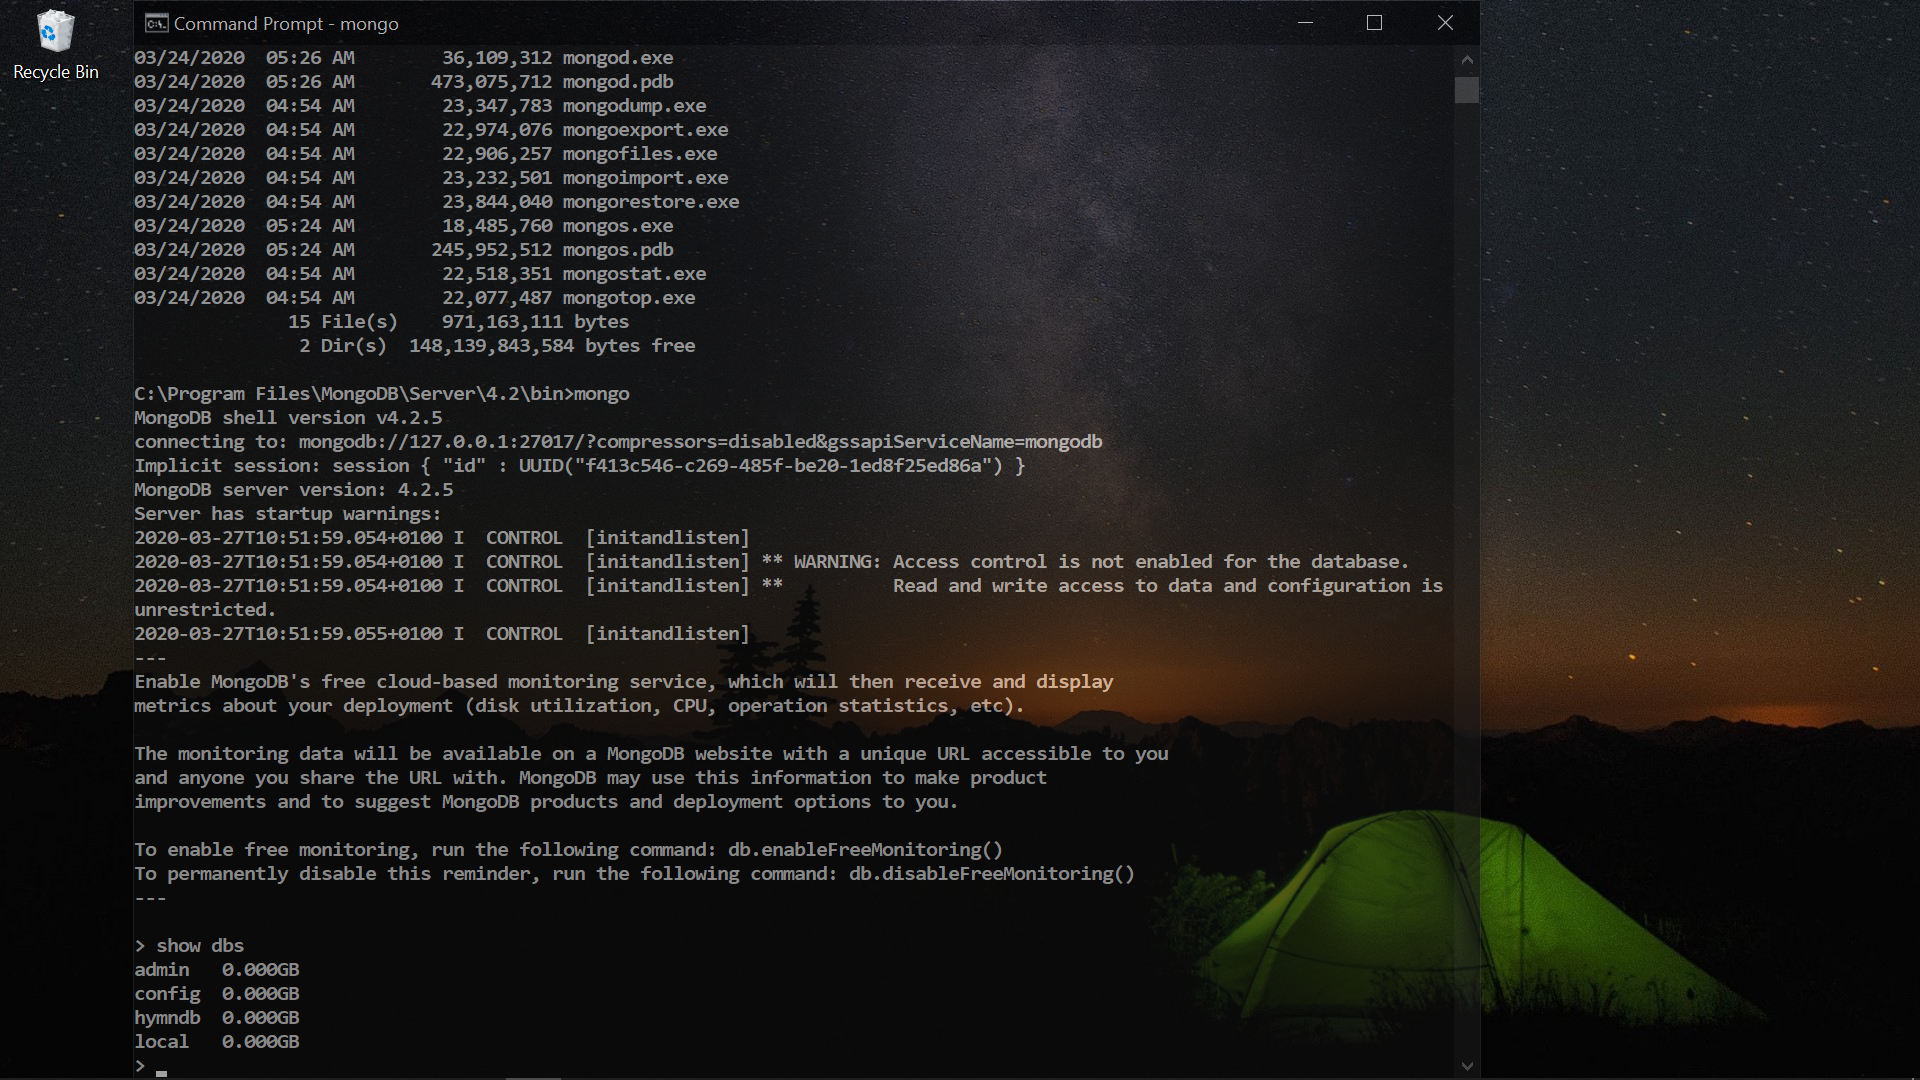 Recycle Bin
Command Prompt - mongo
03/24/2020  05:26 AM        36,109,312 mongod.exe
03/24/2020  05:26 AM       473,075,712 mongod.pdb
03/24/2020  04:54 AM        23,347,783 mongodump.exe
03/24/2020  04:54 AM        22,974,076 mongoexport.exe
03/24/2020  04:54 AM        22,906,257 mongofiles.exe
03/24/2020  04:54 AM        23,232,501 mongoimport.exe
03/24/2020  04:54 AM        23,844,040 mongorestore.exe
03/24/2020  05:24 AM        18,485,760 mongos.exe
03/24/2020  05:24 AM       245,952,512 mongos.pdb
03/24/2020  04:54 AM        22,518,351 mongostat.exe
03/24/2020  04:54 AM        22,077,487 mongotop.exe
15 File(s)    971,163,111 bytes
2 Dir(s)  148,139,843,584 bytes free
C:\Program Files\MongoDB\Server\4.2\bin>mongo
MongoDB shell version v4.2.5
connecting to: mongodb://127.0.0.1:27017/?compressors=disabled&gssapiServiceName=mongodb
Implicit session: session { "id" : UUID("f413c546-c269-485f-be20-1ed8f25ed86a") }
MongoDB server version: 4.2.5
Server has startup warnings:
2020-03-27T10:51:59.054+0100 I  CONTROL  [initandlisten]
2020-03-27T10:51:59.054+0100 I  CONTROL  [initandlisten] ** WARNING: Access control is not enabled for the database.
2020-03-27T10:51:59.054+0100 I  CONTROL  [initandlisten] **          Read and write access to data and configuration is
unrestricted.
2020-03-27T10:51:59.055+0100 I  CONTROL  [initandlisten]
---
Enable MongoDB's free cloud-based monitoring service, which will then receive and display
metrics about your deployment (disk utilization, CPU, operation statistics, etc).
The monitoring data will be available on a MongoDB website with a unique URL accessible to you
and anyone you share the URL with. MongoDB may use this information to make product
improvements and to suggest MongoDB products and deployment options to you.
To enable free monitoring, run the following command: db.enableFreeMonitoring()
To permanently disable this reminder, run the following command: db.disableFreeMonitoring()
---
> show dbs
admin   0.000GB
config  0.000GB
hymndb  0.000GB
local   0.000GB
>